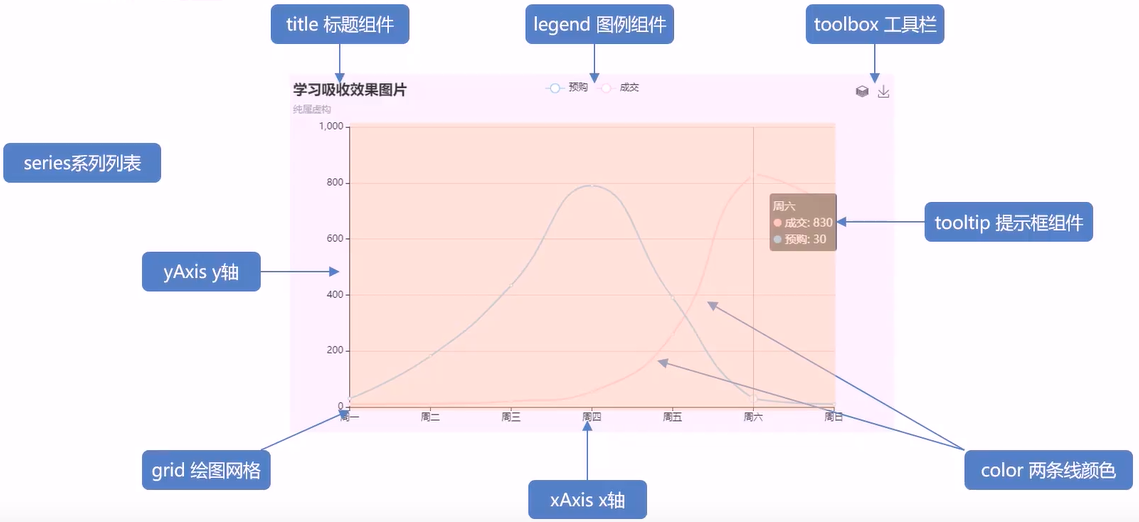 title 标题组件
legend 图例组件
toolbox 工具栏
学习吸收效果图片
预购
成交
纯属虚构
1,000
series系列列表
800
周六
成交: 830
预购: 30
tooltip 提示框组件
600
yAxis y轴
400
200
0
周一
周二
周三
周四
周五
周六
周日
grid 绘图网格
color 两条线颜色
xAxis x轴